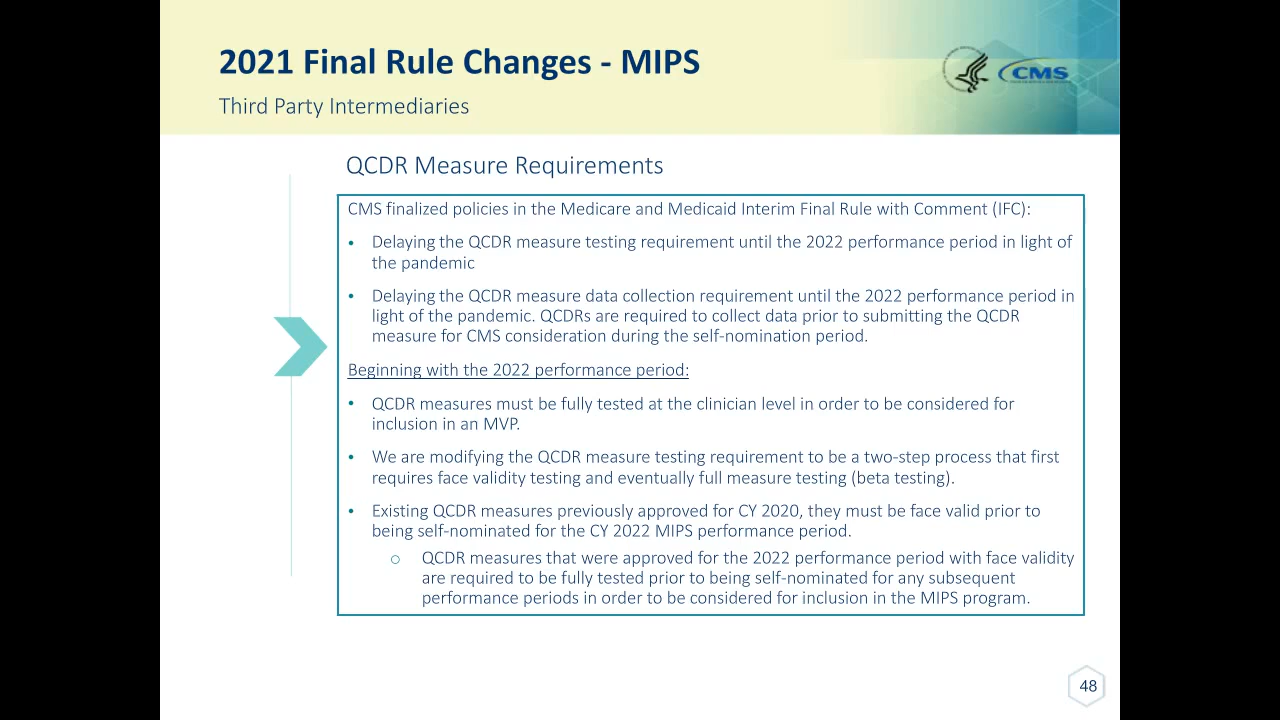 2021 Final Rule Changes - MIPS
Third Party Intermediaries
CMS
QCDR Measure Requirements
CMS finalized policies in the Medicare and Medicaid Interim Final Rule with Comment (IFC):
• Delaying the QCDR measure testing requirement until the 2022 performance period in light of
the pandemic
• Delaying the QCDR measure data collection requirement until the 2022 performance period in
light of the pandemic. QCDRs are required to collect data prior to submitting the QCDR
measure for CMS consideration during the self-nomination period.
Beginning with the 2022 performance period:
• QCDR measures must be fully tested at the clinician level in order to be considered for
inclusion in an MVP.
• We are modifying the QCDR measure testing requirement to be a two-step process that first
requires face validity testing and eventually full measure testing (beta testing).
• Existing QCDR measures previously approved for CY 2020, they must be face valid prior to
being self-nominated for the CY 2022 MIPS performance period.
o QCDR measures that were approved for the 2022 performance period with face validity
are required to be fully tested prior to being self-nominated for any subsequent
performance periods in order to be considered for inclusion in the MIPS program.
48